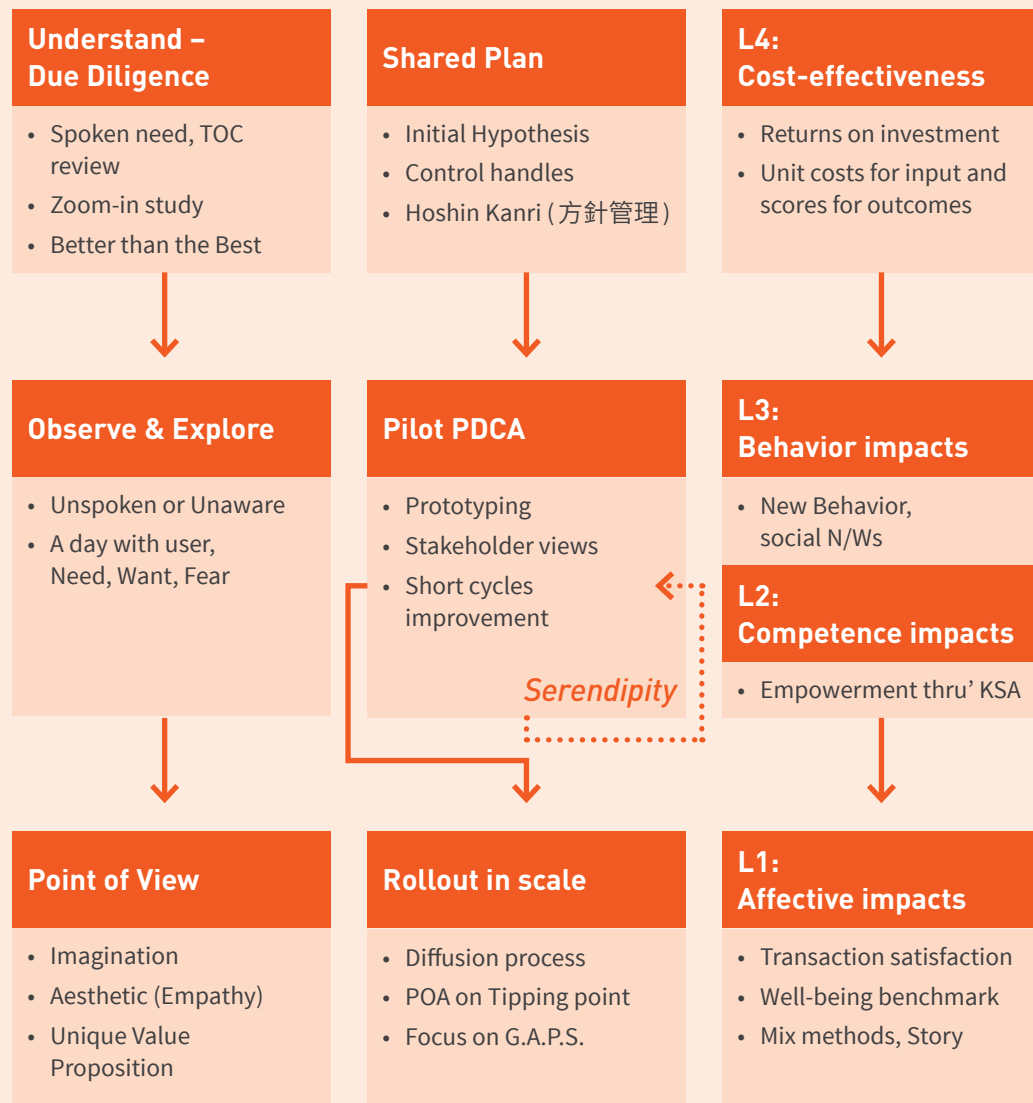 Understand –
Due Diligence
• Spoken need, TOC
review
• Zoom-in study
• Better than the Best
Observe & Explore
• Unspoken or Unaware
• A day with user,
Need, Want, Fear
Point of View
• Imagination
• Aesthetic (Empathy)
• Unique Value
Proposition
Shared Plan
• Initial Hypothesis
• Control handles
• Hoshin Kanri (方針管理)
Pilot PDCA
• Prototyping
• Stakeholder views
• Short cycles
improvement
Serendipity
Rollout in scale
• Diffusion process
• POA on Tipping point
• Focus on G.A.P.S.
L4:
Cost-effectiveness
• Returns on investment
• Unit costs for input and
scores for outcomes
L3:
Behavior impacts
• New Behavior,
social N/Ws
L2:
Competence impacts
• Empowerment thru’ KSA
L1:
Affective impacts
• Transaction satisfaction
• Well-being benchmark
• Mix methods, Story